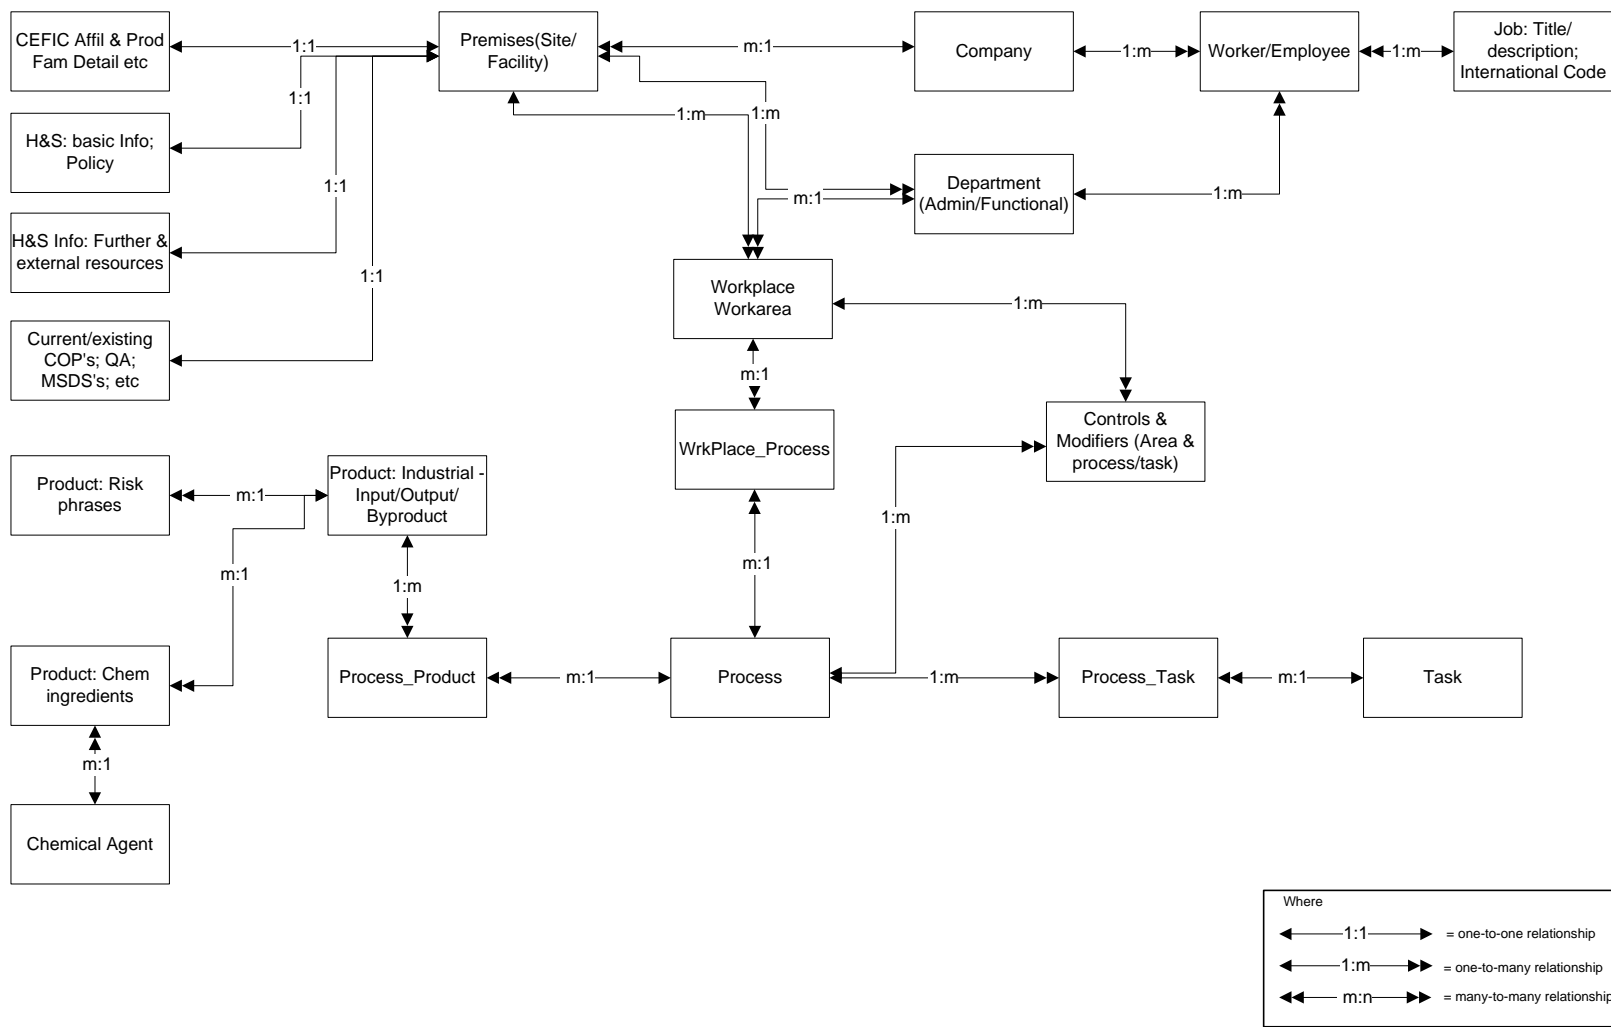 CEFIC Affil & Prod
Fam Detail etc
1:1
Premises(Site/
Facility)
m:1
Company
1:m
Worker/Employee
1:m
Job: Title/
description;
International Code
1:1
1:m
1:m
H&S: basic Info;
Policy
1:1
m:1
Department
(Admin/Functional)
1:m
H&S Info: Further &
external resources
1:1
Workplace
Workarea
1:m
Current/existing
COP's; QA;
MSDS's; etc
m:1
Controls &
Modifiers (Area &
process/task)
WrkPlace_Process
Product: Risk
phrases
m:1
Product: Industrial -
Input/Output/
Byproduct
1:m
m:1
m:1
1:m
Product: Chem
ingredients
Process_Product
m:1
Process
1:m
Process_Task
m:1
Task
m:1
Chemical Agent
Where
1:1
= one-to-one relationship
1:m
= one-to-many relationship
m:n
= many-to-many relationship